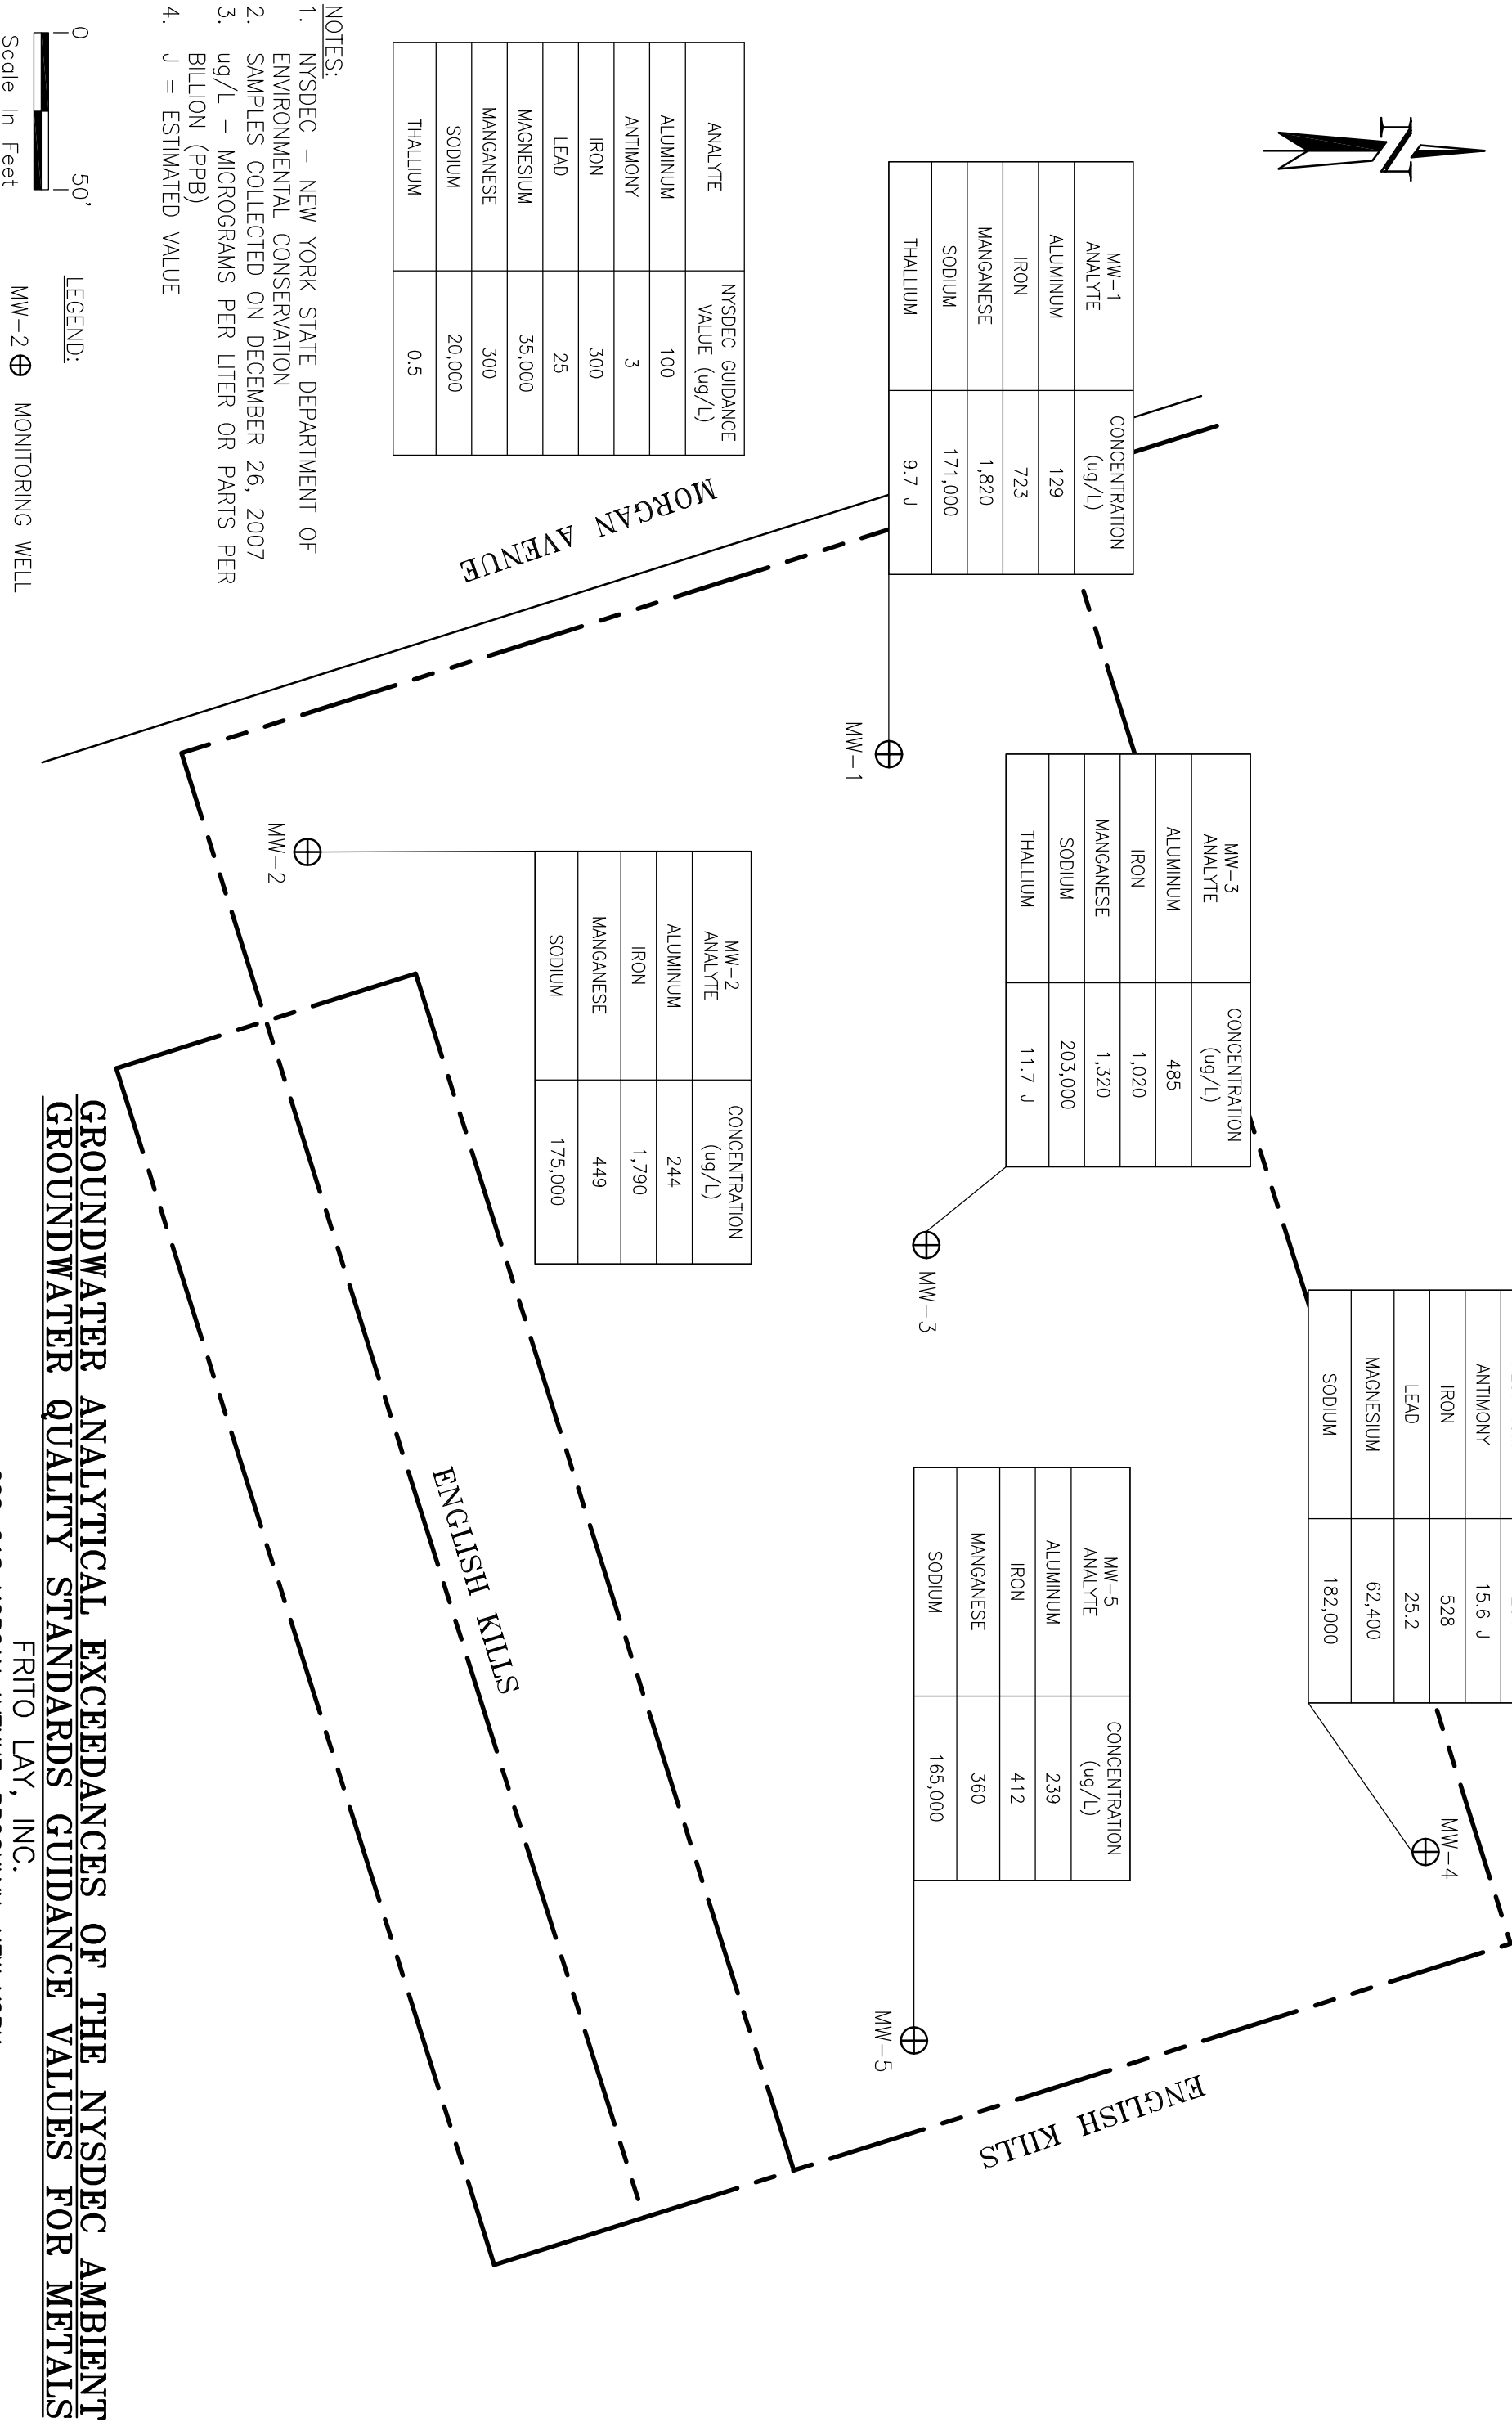 N
MW-1
ANALYTE
CONCENTRATION
(ug/L)
ALUMINUM 129
IRON 723
MANGANESE 1,820
SODIUM 171,000
THALLIUM 9.7 J
MW-1
MW-3
ANALYTE
CONCENTRATION
(ug/L)
ALUMINUM 485
IRON 1,020
MANGANESE 1,320
SODIUM 203,000
THALLIUM 11.7 J
MW-3
ANTIMONY 15.6 J
IRON 528
LEAD 25.2
MAGNESIUM 62,400
SODIUM 182,000
MW-4
MW-5
ANALYTE
CONCENTRATION
(ug/L)
ALUMINUM 239
IRON 412
MANGANESE 360
SODIUM 165,000
MW-5
MW-2
ANALYTE
CONCENTRATION
(ug/L)
ALUMINUM 244
IRON 1,790
MANGANESE 449
SODIUM 175,000
MW-2
MORGAN AVENUE
ENGLISH KILLS
ENGLISH KILLS
ANALYTE
NYSDEC GUIDANCE
VALUE (ug/L)
ALUMINUM 100
ANTIMONY 3
IRON 300
LEAD 25
MAGNESIUM 35,000
MANGANESE 300
SODIUM 20,000
THALLIUM 0.5
NOTES:
1. NYSDEC - NEW YORK STATE DEPARTMENT OF
ENVIRONMENTAL CONSERVATION
2. SAMPLES COLLECTED ON DECEMBER 26, 2007
3. ug/L - MICROGRAMS PER LITER OR PARTS PER
BILLION (PPB)
4. J = ESTIMATED VALUE
0 50'
Scale In Feet
LEGEND:
MW-2 MONITORING WELL
GROUNDWATER ANALYTICAL EXCEEDANCES OF THE NYSDEC AMBIENT
GROUNDWATER QUALITY STANDARDS GUIDANCE VALUES FOR METALS
FRITO LAY, INC.